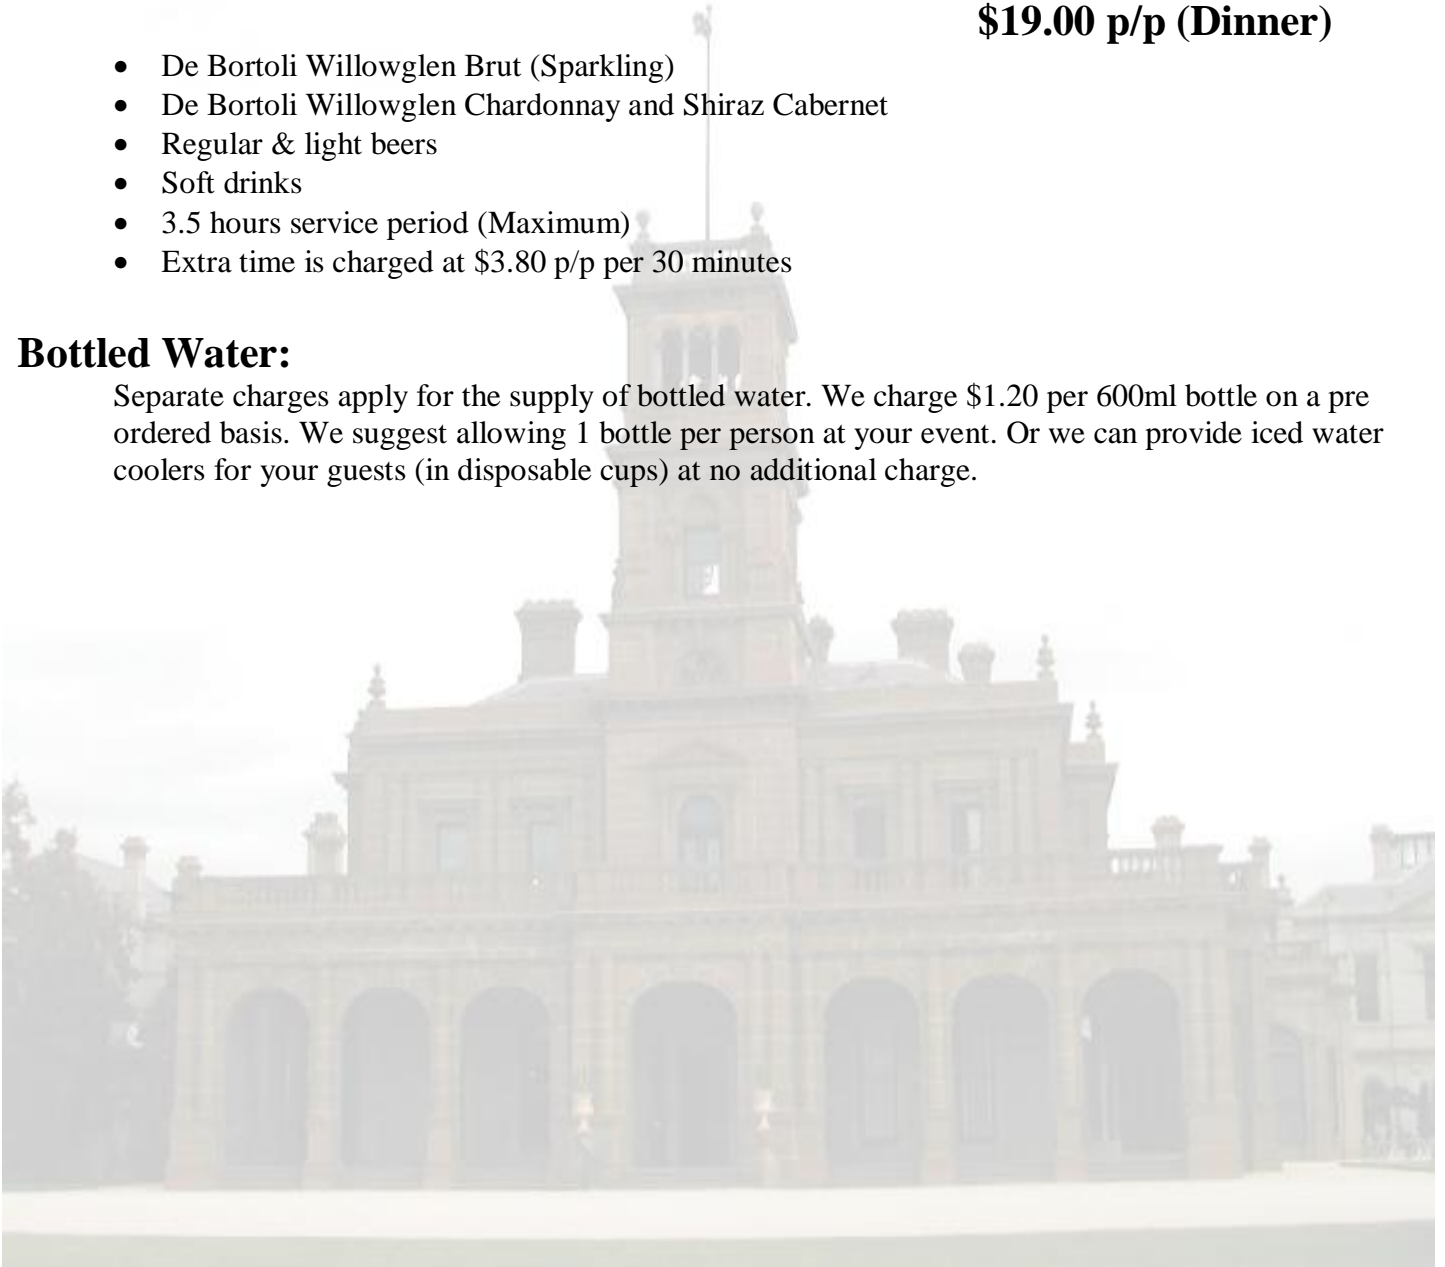 $19.00 p/p (Dinner)
• De Bortoli Willowglen Brut (Sparkling)
• De Bortoli Willowglen Chardonnay and Shiraz Cabernet
• Regular & light beers
• Soft drinks
• 3.5 hours service period (Maximum)
• Extra time is charged at $3.80 p/p per 30 minutes
Bottled Water:
Separate charges apply for the supply of bottled water. We charge $1.20 per 600ml bottle on a pre
ordered basis. We suggest allowing 1 bottle per person at your event. Or we can provide iced water
coolers for your guests (in disposable cups) at no additional charge.